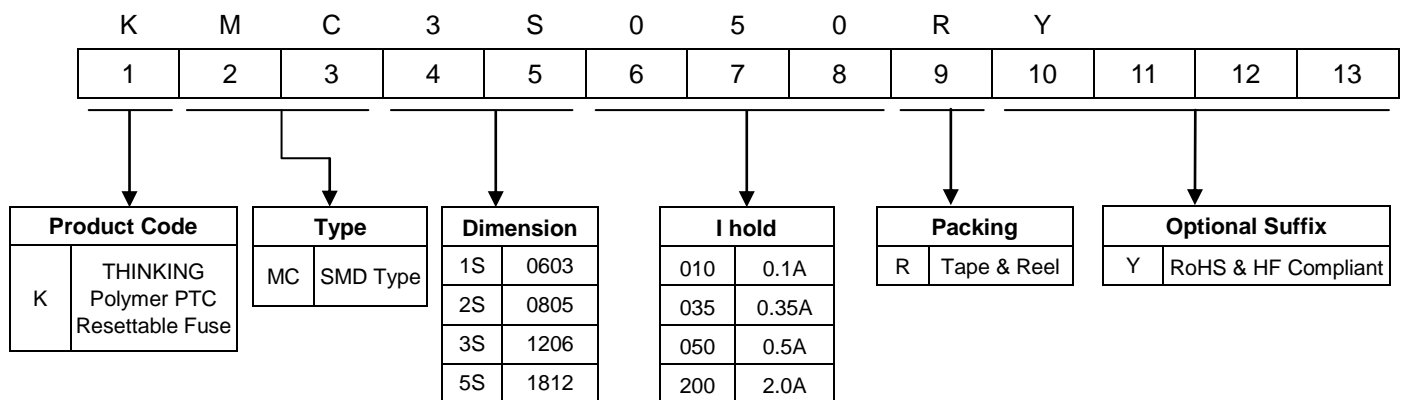 K M C 3 S 0 5 0 R Y
1 2 3 4 5 6 7 8 9 10 11 12 13
Product Code
K THINKING
Polymer PTC
Resettable Fuse
Type
MC SMD Type
Dimension
1S 0603
2S 0805
3S 1206
5S 1812
I hold
010 0.1A
035 0.35A
050 0.5A
200 2.0A
Packing
R Tape & Reel
Optional Suffix
Y RoHS & HF Compliant